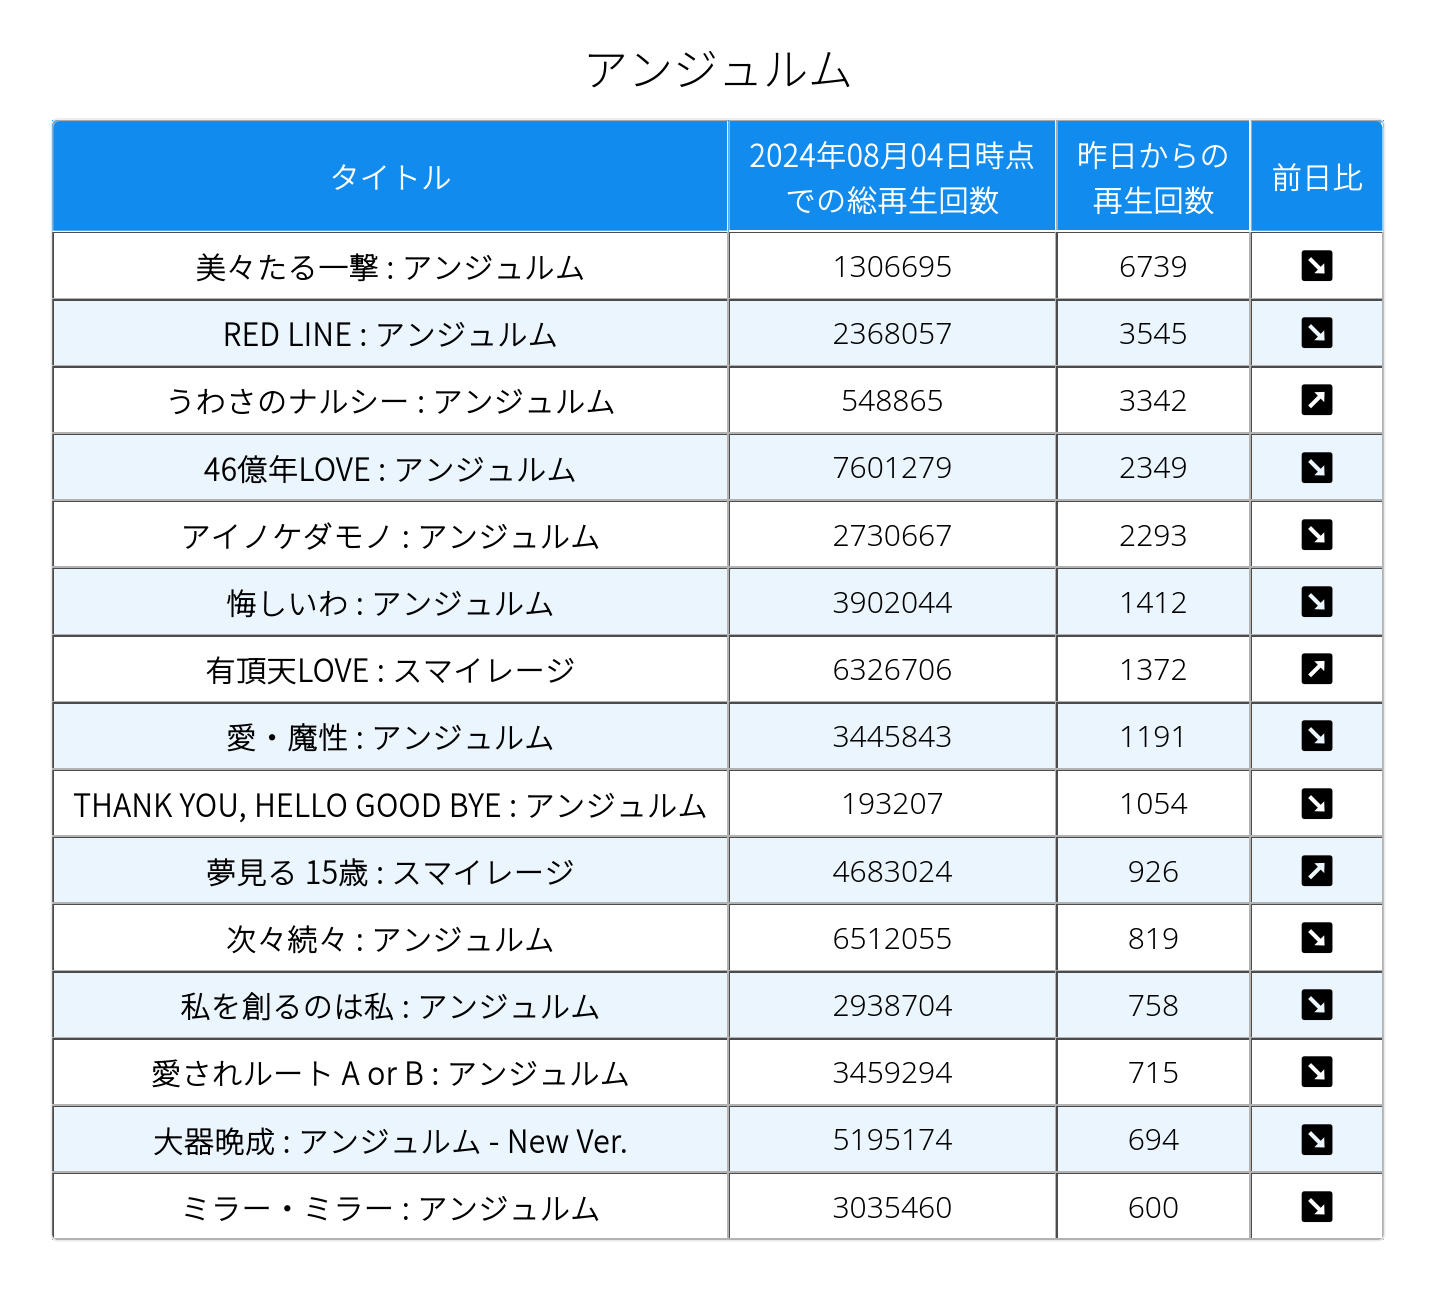 アンジュルム
タイトル 2024年08月04日時点での総再生回数 昨日からの再生回数 前日比
美々たる一撃 : アンジュルム 1306695 6739 ↘
RED LINE : アンジュルム 2368057 3545 ↘
うわさのナルシー : アンジュルム 548865 3342 ↗
46億年LOVE : アンジュルム 7601279 2349 ↘
アイノケダモノ : アンジュルム 2730667 2293 ↘
悔しいわ : アンジュルム 3902044 1412 ↘
有頂天LOVE : スマイレージ 6326706 1372 ↗
愛・魔性 : アンジュルム 3445843 1191 ↘
THANK YOU, HELLO GOOD BYE : アンジュルム 193207 1054 ↘
夢見る 15歳 : スマイレージ 4683024 926 ↗
次々続々 : アンジュルム 6512055 819 ↘
私を創るのは私 : アンジュルム 2938704 758 ↘
愛されルート A or B : アンジュルム 3459294 715 ↘
大器晩成 : アンジュルム - New Ver. 5195174 694 ↘
ミラー・ミラー : アンジュルム 3035460 600 ↘